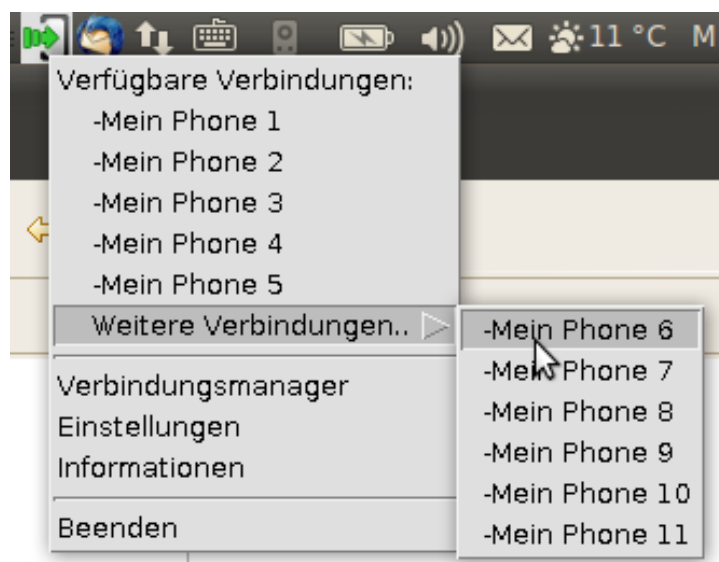 11 °C M
Verfügbare Verbindungen:
-Mein Phone 1
-Mein Phone 2
-Mein Phone 3
-Mein Phone 4
-Mein Phone 5
Weitere Verbindungen..
-Mein Phone 6
-Mein Phone 7
-Mein Phone 8
-Mein Phone 9
-Mein Phone 10
-Mein Phone 11
Verbindungsmanager
Einstellungen
Informationen
Beenden